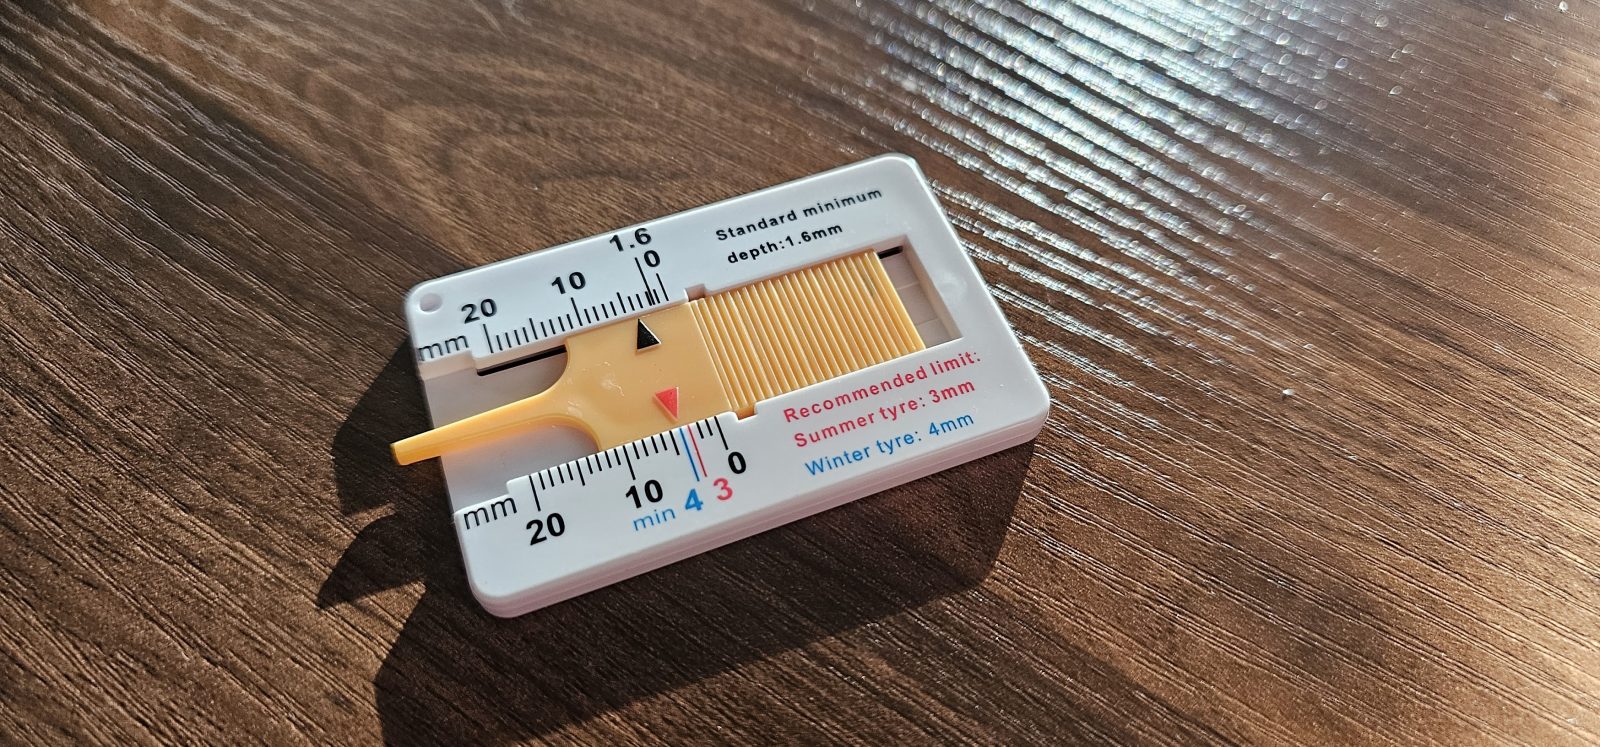 Standard minimum
depth:1.6mm
1.6
20 10 0
mm
Recommended limit:
Summer tyre: 3mm
Winter tyre: 4mm
mm
20 10 0
min 4 3